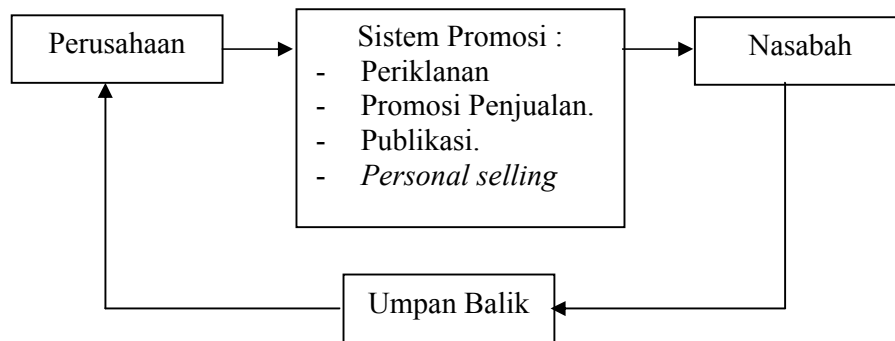 Perusahaan
Sistem Promosi :
- Periklanan
- Promosi Penjualan.
- Publikasi.
- Personal selling
Nasabah
Umpan Balik